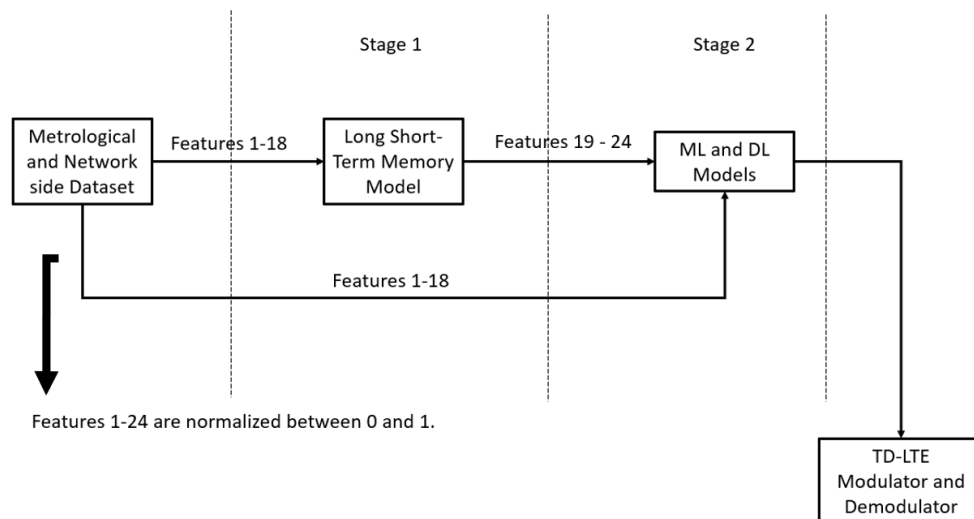 Stage 1
Stage 2
Metrological
and Network
side Dataset
Features 1-18
Long Short-
Term Memory
Model
Features 19 - 24
ML and DL
Models
Features 1-18
Features 1-24 are normalized between 0 and 1.
TD-LTE
Modulator and
Demodulator